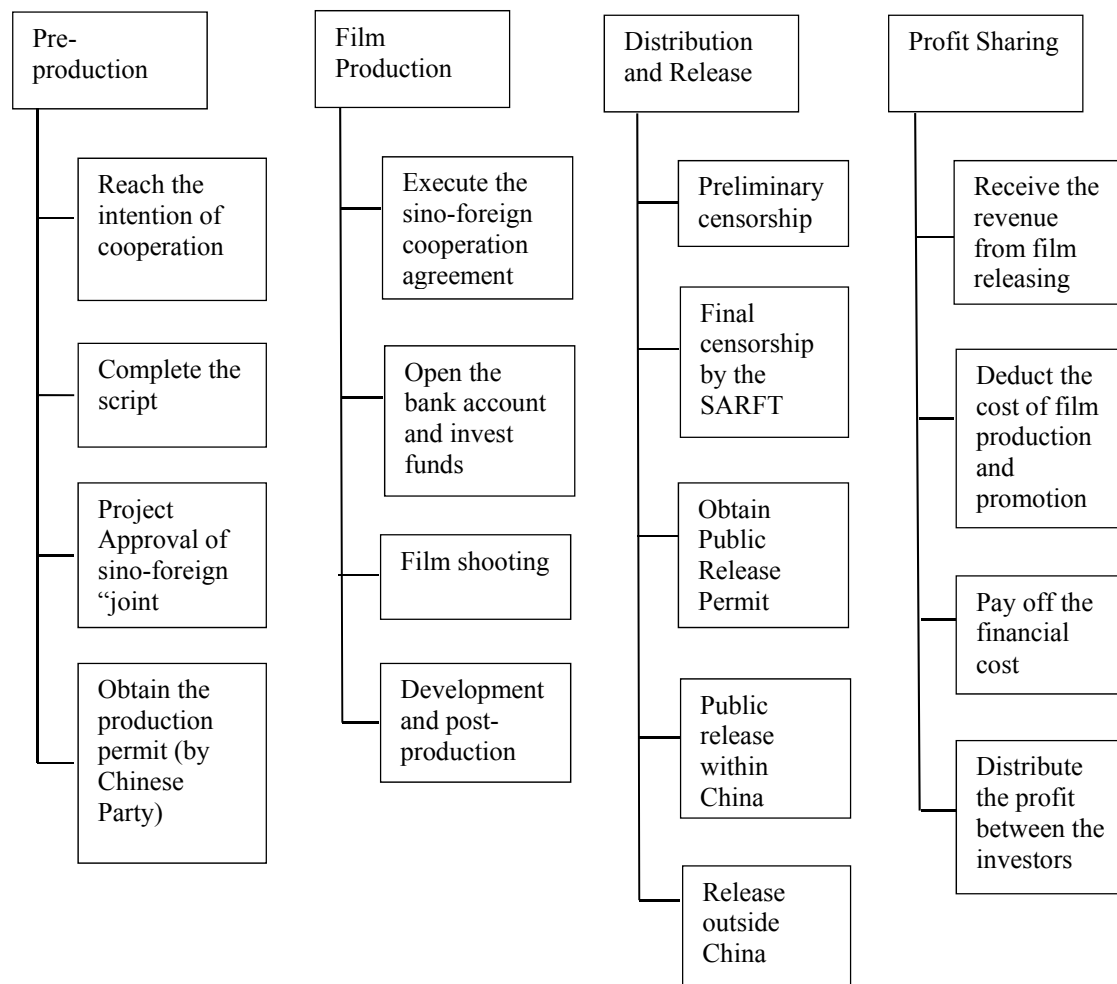 Pre-
production
Reach the
intention of
cooperation
Complete the
script
Project
Approval of
sino-foreign
“joint
Obtain the
production
permit (by
Chinese
Party)
Film
Production
Execute the
sino-foreign
cooperation
agreement
Open the
bank account
and invest
funds
Film shooting
Development
and post-
production
Distribution
and Release
Preliminary
censorship
Final
censorship
by the
SARFT
Obtain
Public
Release
Permit
Public
release
within
China
Release
outside
China
Profit Sharing
Receive the
revenue
from film
releasing
Deduct the
cost of film
production
and
promotion
Pay off the
financial
cost
Distribute
the profit
between the
investors